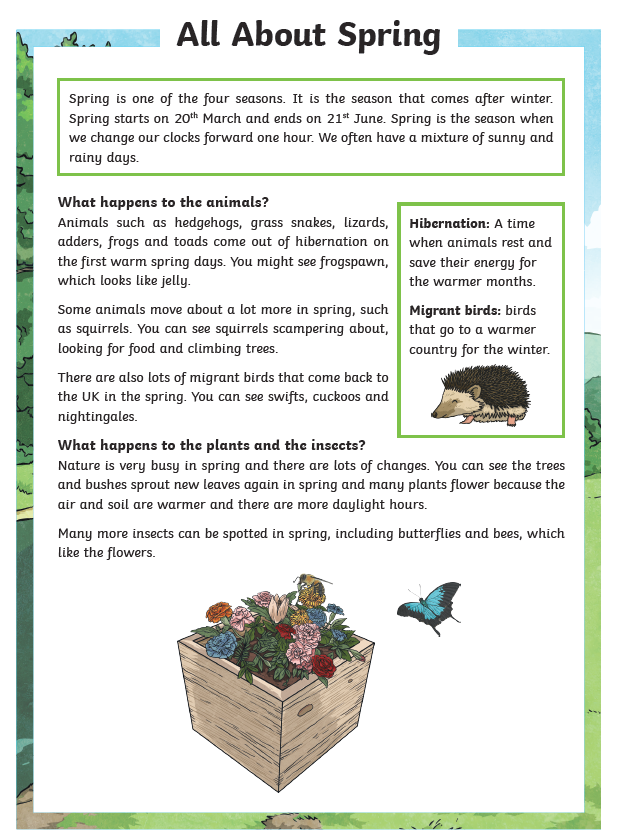 All About Spring
Spring is one of the four seasons. It is the season that comes after winter.
Spring starts on 20th March and ends on 21st June. Spring is the season when
we change our clocks forward one hour. We often have a mixture of sunny and
rainy days.
What happens to the animals?
Animals such as hedgehogs, grass snakes, lizards,
adders, frogs and toads come out of hibernation on
the first warm spring days. You might see frogspawn,
which looks like jelly.
Some animals move about a lot more in spring, such
as squirrels. You can see squirrels scampering about,
looking for food and climbing trees.
There are also lots of migrant birds that come back to
the UK in the spring. You can see swifts, cuckoos and
nightingales.
Hibernation: A time
when animals rest and
save their energy for
the warmer months.
Migrant birds: birds
that go to a warmer
country for the winter.
What happens to the plants and the insects?
Nature is very busy in spring and there are lots of changes. You can see the trees
and bushes sprout new leaves again in spring and many plants flower because the
air and soil are warmer and there are more daylight hours.
Many more insects can be spotted in spring, including butterflies and bees, which
like the flowers.